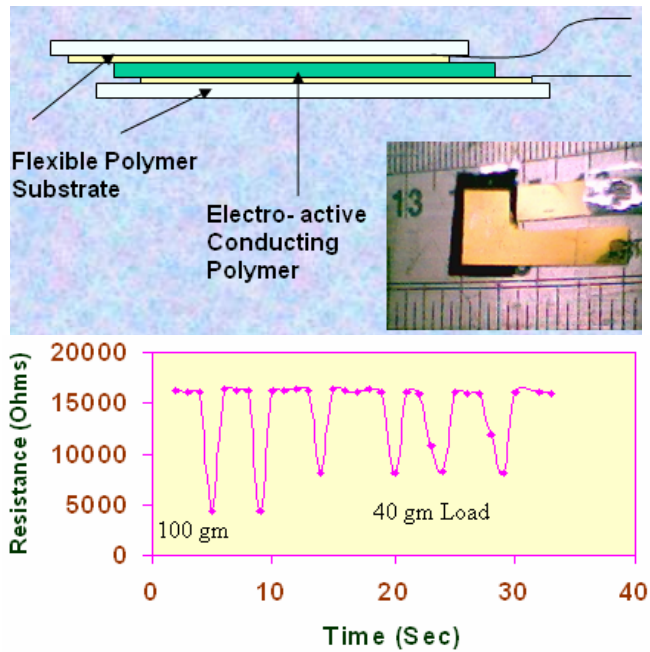 Flexible Polymer
Substrate
Electro- active
Conducting
Polymer
13
20000
15000
10000
5000
0
Resistance (Ohms)
100 gm
40 gm Load
0
10
20
30
40
Time (Sec)